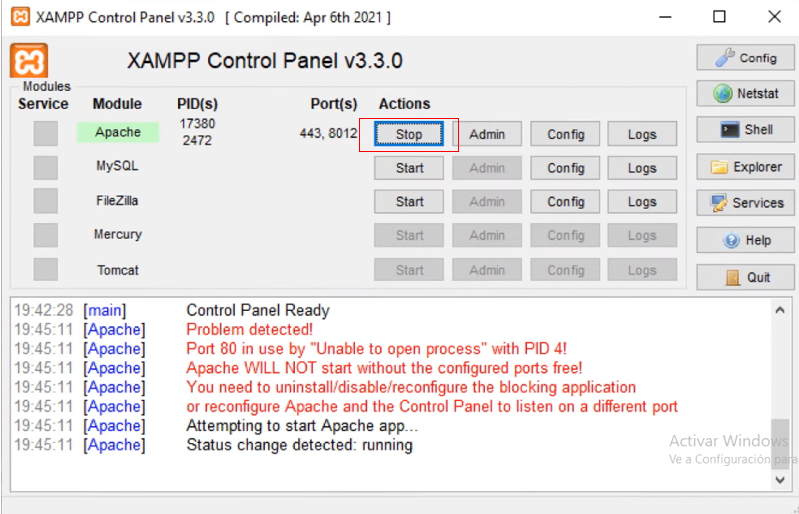 XAMPP Control Panel v3.3.0 [ Compiled: Apr 6th 2021 ]
XAMPP Control Panel v3.3.0
Config
Modules
Service Module PID(s) Port(s) Actions
Netstat
Apache 17380 2472 443, 8012 Stop Admin Config Logs
Shell
MySQL Start Admin Config Logs
Explorer
FileZilla Start Admin Config Logs
Services
Mercury Start Admin Config Logs
Help
Tomcat Start Admin Config Logs
Quit
19:42:28 [main] Control Panel Ready
19:45:11 [Apache] Problem detected!
19:45:11 [Apache] Port 80 in use by "Unable to open process" with PID 4!
19:45:11 [Apache] Apache WILL NOT start without the configured ports free!
19:45:11 [Apache] You need to uninstall/disable/reconfigure the blocking application
19:45:11 [Apache] or reconfigure Apache and the Control Panel to listen on a different port
19:45:11 [Apache] Attempting to start Apache app...
19:45:11 [Apache] Status change detected: running
Activar Windows
Ve a Configuración para